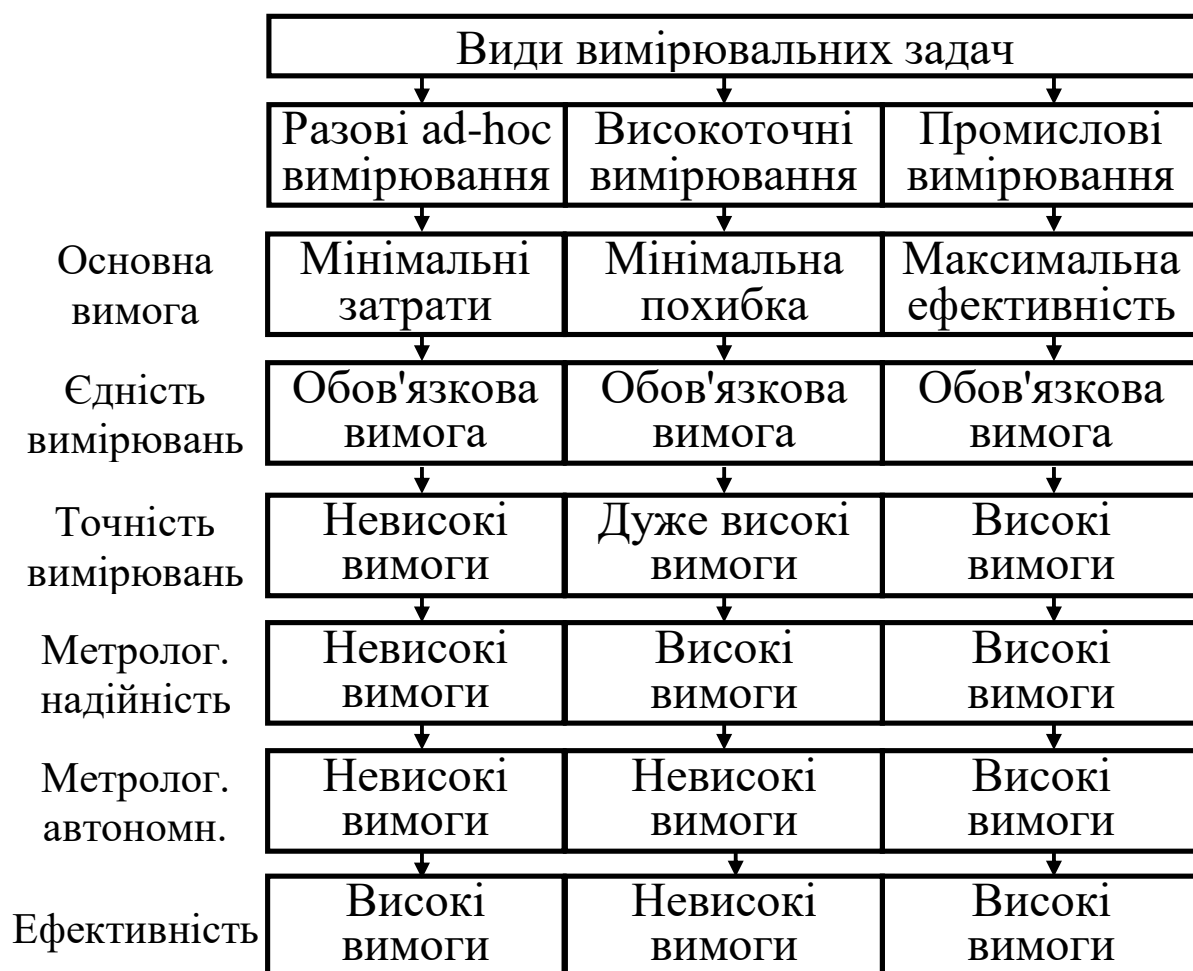 Види вимірювальних задач
Разові ad-hoc
вимірювання
Високоточні
вимірювання
Промислові
вимірювання
Основна
вимога
Мінімальні
затрати
Мінімальна
похибка
Максимальна
ефективність
Єдність
вимірювань
Обов'язкова
вимога
Обов'язкова
вимога
Обов'язкова
вимога
Точність
вимірювань
Невисокі
вимоги
Дуже високі
вимоги
Високі
вимоги
Метролог.
надійність
Невисокі
вимоги
Високі
вимоги
Високі
вимоги
Метролог.
автономн.
Невисокі
вимоги
Невисокі
вимоги
Високі
вимоги
Ефективність
Високі
вимоги
Невисокі
вимоги
Високі
вимоги